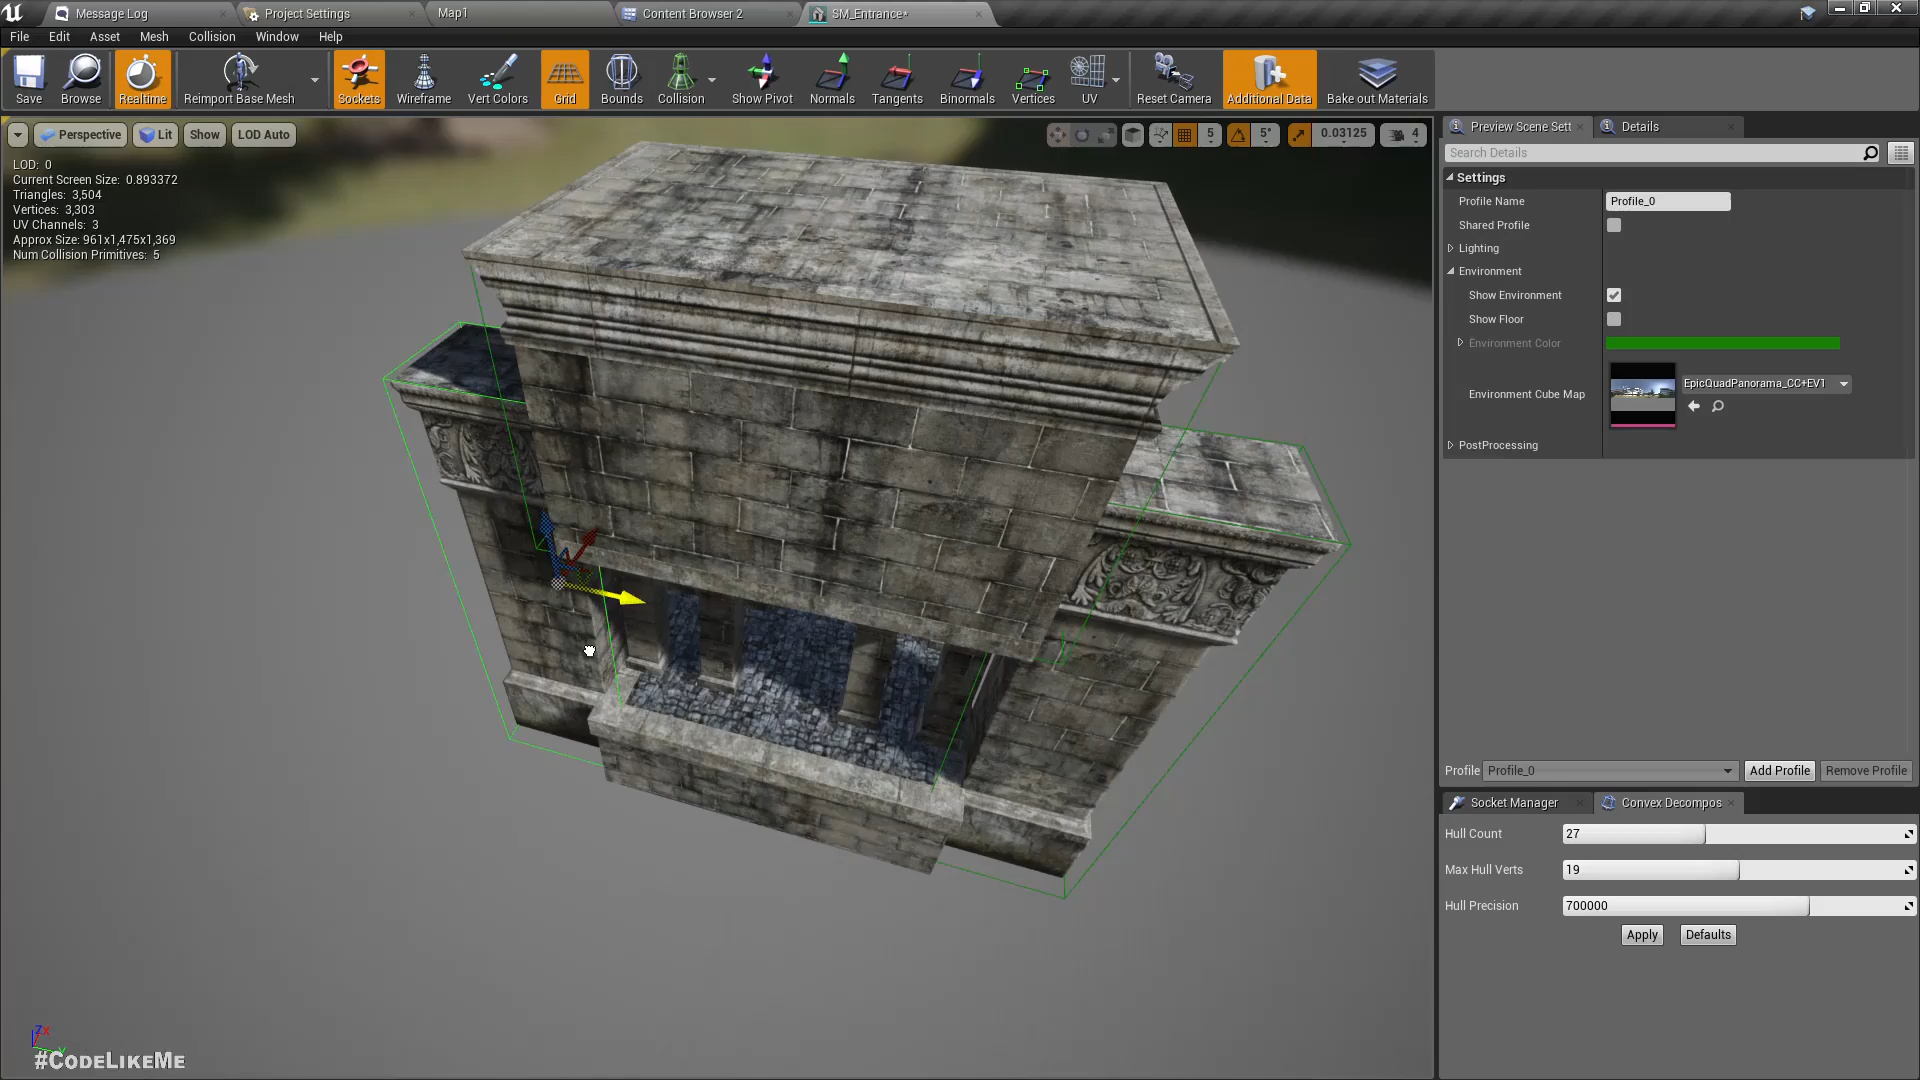 Message Log
Project Settings
Map1
Content Browser 2
SM_Entrance*
File Edit Asset Mesh Collision Window Help
Save
Browse
Realtime
Reimport Base Mesh
Sockets
Wireframe
Vert Colors
Grid
Bounds
Collision
Show Pivot
Normals
Tangents
Binormals
Vertices
UV
Reset Camera
Additional Data
Bake out Materials
Perspective
Lit
Show
LOD Auto
5
5°
0.03125
4
LOD: 0
Current Screen Size: 0.893372
Triangles: 3,504
Vertices: 3,303
UV Channels: 3
Approx Size: 961x1,475x1,369
Num Collision Primitives: 5
Preview Scene Sett
Details
Search Details
Settings
Profile Name
Profile_0
Shared Profile
Lighting
Environment
Show Environment
Show Floor
Environment Color
Environment Cube Map
EpicQuadPanorama_CC+EV1
PostProcessing
Profile
Profile_0
Add Profile
Remove Profile
Socket Manager
Convex Decompos
Hull Count
27
Max Hull Verts
19
Hull Precision
700000
Apply
Defaults
Z X
Y
#CodeLikeMe